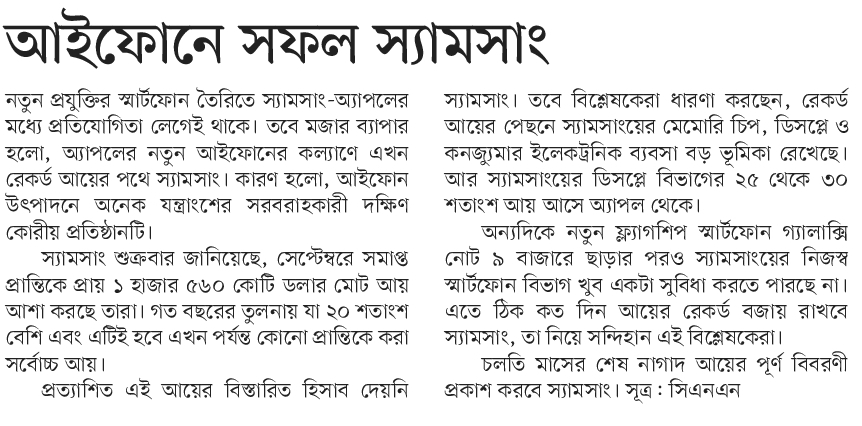 আইফোনে সফল স্যামসাং
নতুন প্রযুক্তির স্মার্টফোন তৈরিতে স্যামসাং-অ্যাপলের
মধ্যে প্রতিযোগিতা লেগেই থাকে। তবে মজার ব্যাপার
হলো, অ্যাপলের নতুন আইফোনের কল্যাণে এখন
রেকর্ড আয়ের পথে স্যামসাং। কারণ হলো, আইফোন
উৎপাদনে অনেক যন্ত্রাংশের সরবরাহকারী দক্ষিণ
কোরীয় প্রতিষ্ঠানটি।
স্যামসাং শুক্রবার জানিয়েছে, সেপ্টেম্বরে সমাপ্ত
প্রান্তিকে প্রায় ১ হাজার ৫৬০ কোটি ডলার মোট আয়
আশা করছে তারা। গত বছরের তুলনায় যা ২০ শতাংশ
বেশি এবং এটিই হবে এখন পর্যন্ত কোনো প্রান্তিকে করা
সর্বোচ্চ আয়।
প্রত্যাশিত এই আয়ের বিস্তারিত হিসাব দেয়নি
স্যামসাং। তবে বিশ্লেষকেরা ধারণা করছেন, রেকর্ড
আয়ের পেছনে স্যামসাংয়ের মেমোরি চিপ, ডিসপ্লে ও
কনজ্যুমার ইলেকট্রনিক ব্যবসা বড় ভূমিকা রেখেছে।
আর স্যামসাংয়ের ডিসপ্লে বিভাগের ২৫ থেকে ৩০
শতাংশ আয় আসে অ্যাপল থেকে।
অন্যদিকে নতুন ফ্ল্যাগশিপ স্মার্টফোন গ্যালাক্সি
নোট ৯ বাজারে ছাড়ার পরও স্যামসাংয়ের নিজস্ব
স্মার্টফোন বিভাগ খুব একটা সুবিধা করতে পারছে না।
এতে ঠিক কত দিন আয়ের রেকর্ড বজায় রাখবে
স্যামসাং, তা নিয়ে সন্দিহান এই বিশ্লেষকেরা।
চলতি মাসের শেষ নাগাদ আয়ের পূর্ণ বিবরণী
প্রকাশ করবে স্যামসাং। সূত্র : সিএনএন